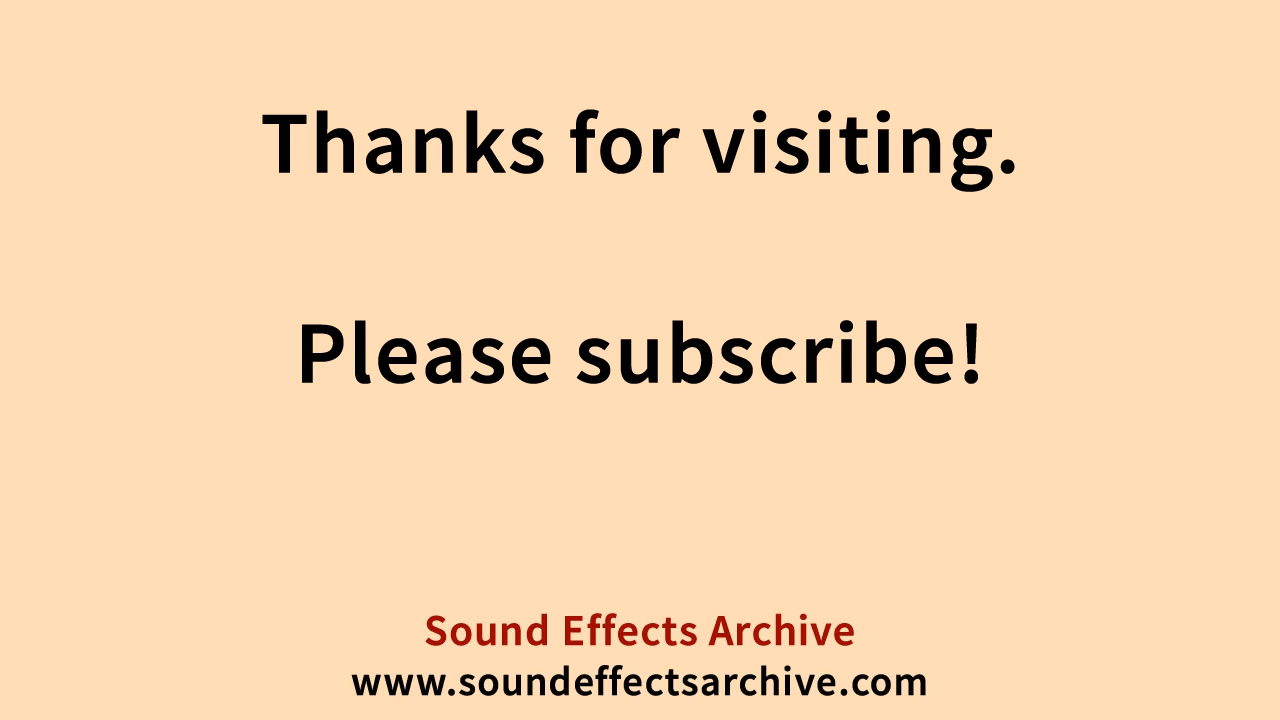 Thanks for visiting.
Please subscribe!
Sound Effects Archive
www.soundeffectsarchive.com